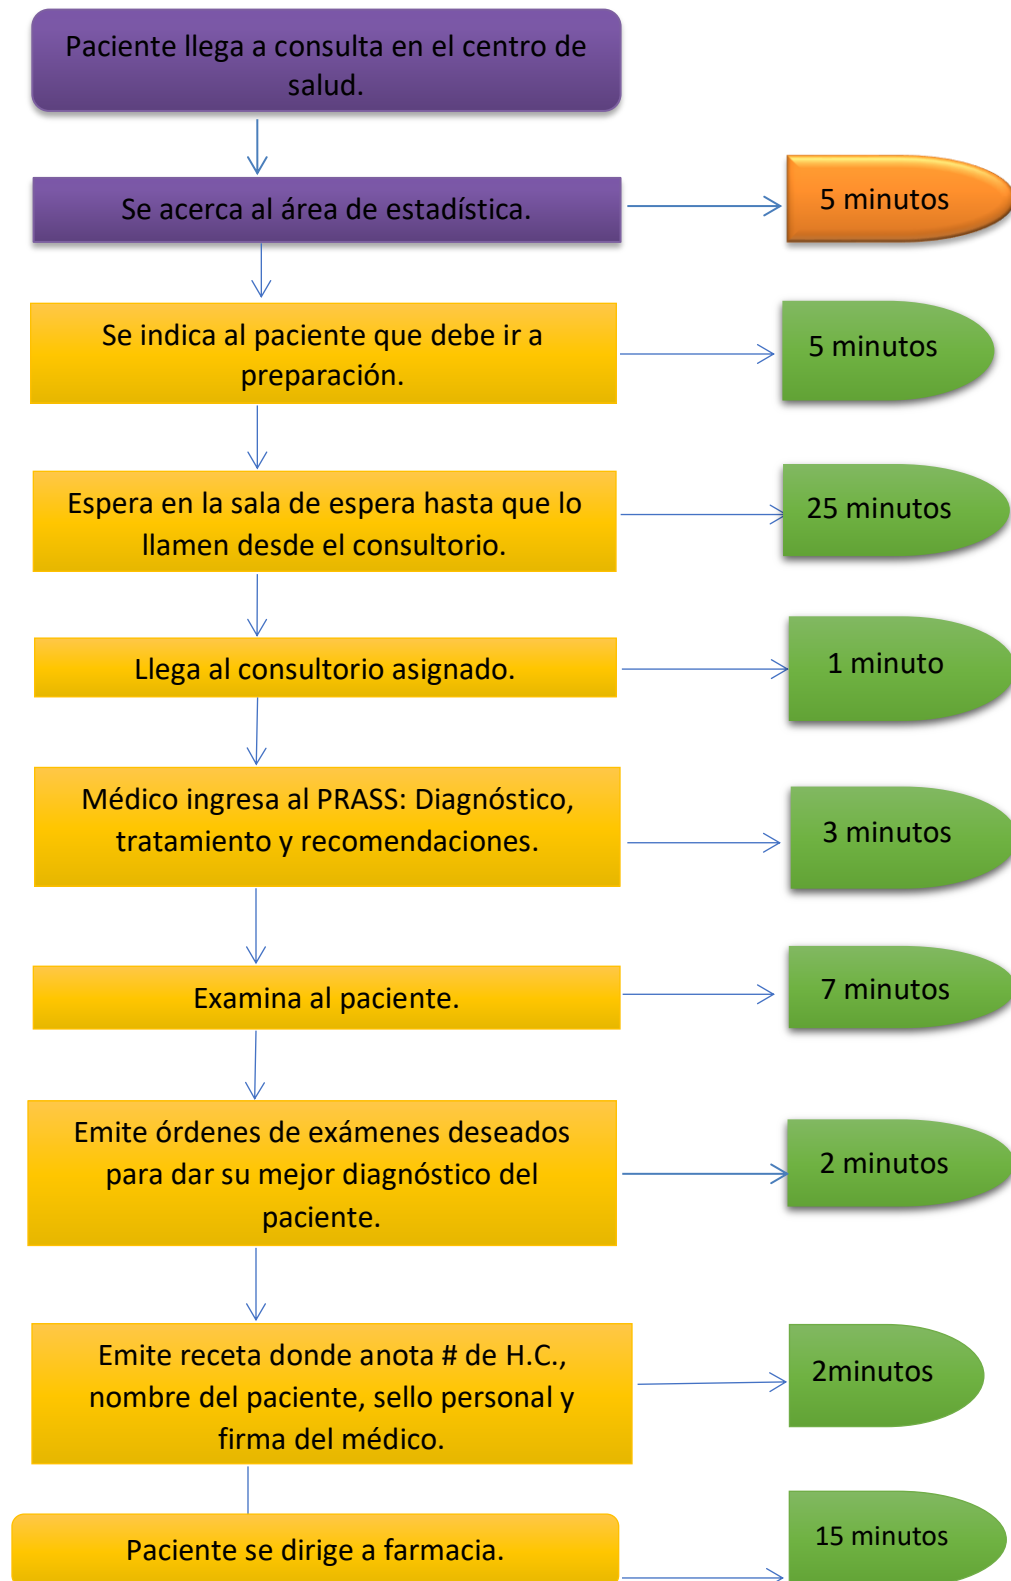 Paciente llega a consulta en el centro de
salud.
Se acerca al área de estadística.
5 minutos
Se indica al paciente que debe ir a
preparación.
5 minutos
Espera en la sala de espera hasta que lo
llamen desde el consultorio.
25 minutos
Llega al consultorio asignado.
1 minuto
Médico ingresa al PRASS: Diagnóstico,
tratamiento y recomendaciones.
3 minutos
Examina al paciente.
7 minutos
Emite órdenes de exámenes deseados
para dar su mejor diagnóstico del
paciente.
2 minutos
Emite receta donde anota # de H.C.,
nombre del paciente, sello personal y
firma del médico.
2minutos
Paciente se dirige a farmacia.
15 minutos